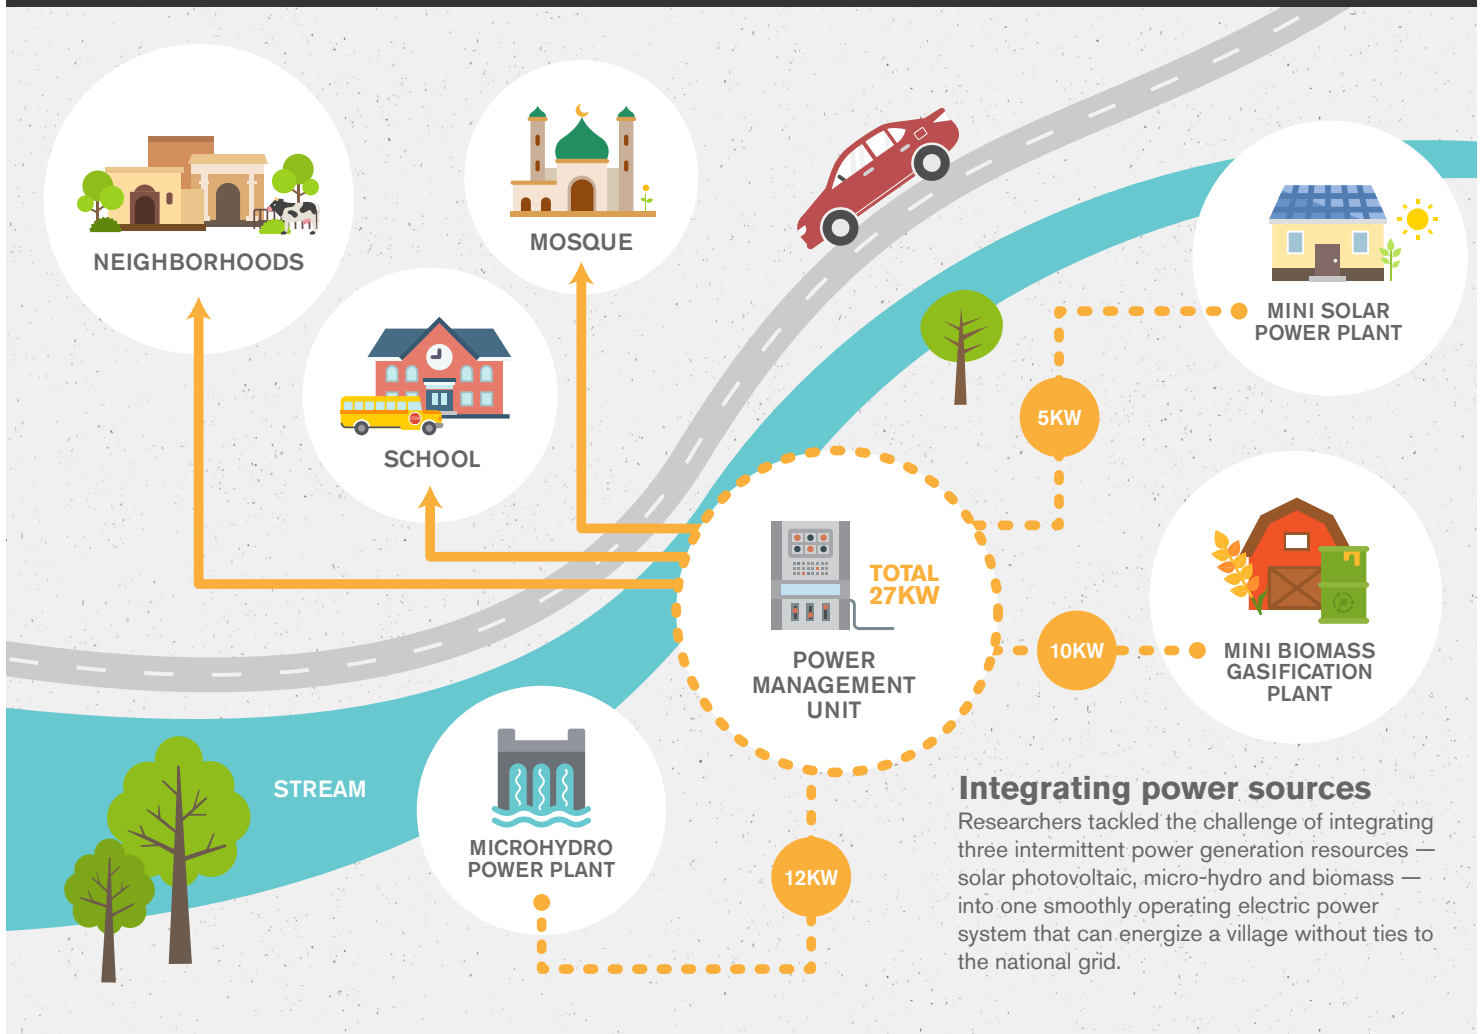 NEIGHBORHOODS
MOSQUE
SCHOOL
MINI SOLAR
POWER PLANT
5KW
TOTAL
27KW
POWER
MANAGEMENT
UNIT
10KW
MINI BIOMASS
GASIFICATION
PLANT
STREAM
MICROHYDRO
POWER PLANT
12KW
Integrating power sources
Researchers tackled the challenge of integrating
three intermittent power generation resources —
solar photovoltaic, micro-hydro and biomass —
into one smoothly operating electric power
system that can energize a village without ties to
the national grid.